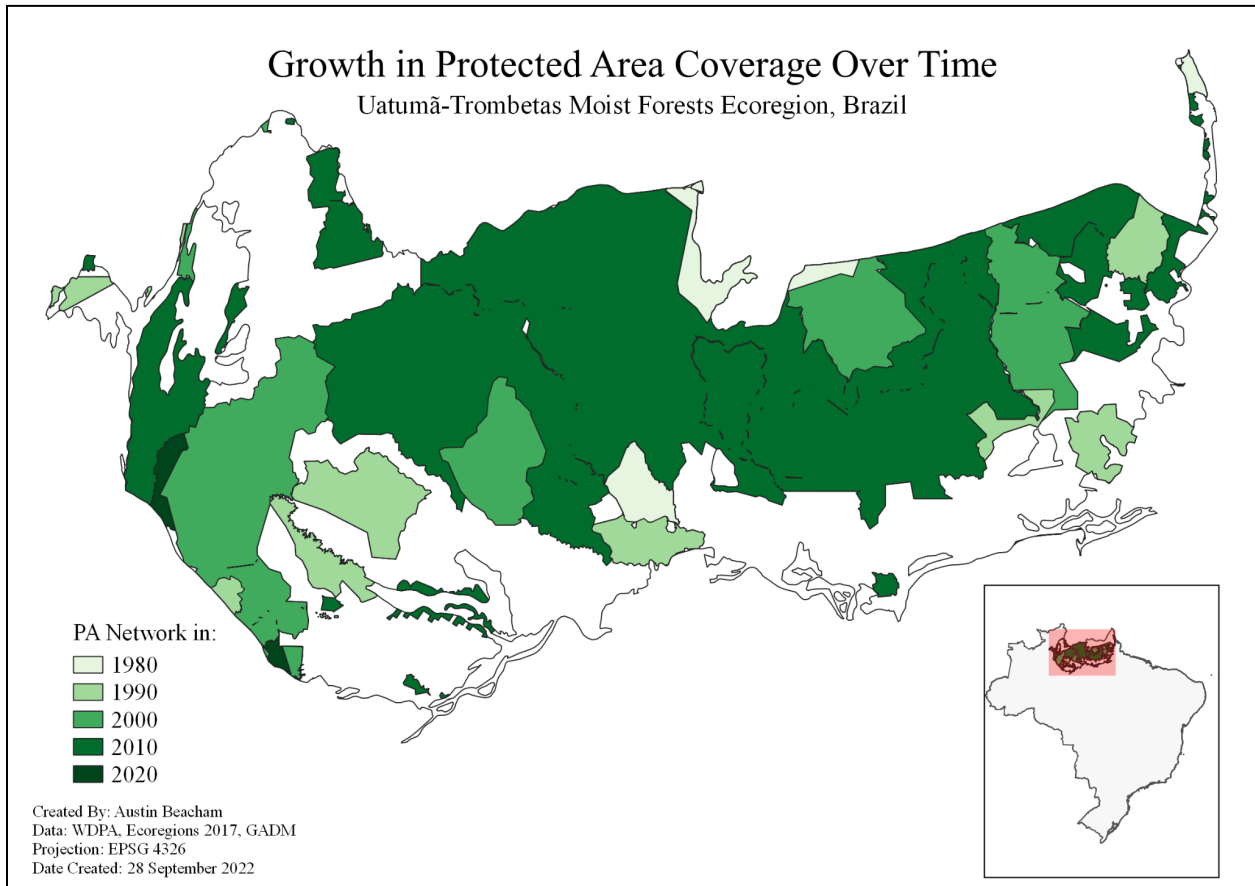 Growth in Protected Area Coverage Over Time
Uatumã-Trombetas Moist Forests Ecoregion, Brazil
PA Network in:
1980
1990
2000
2010
2020
Created By: Austin Beacham
Data: WDPA, Ecoregions 2017, GADM
Projection: EPSG 4326
Date Created: 28 September 2022